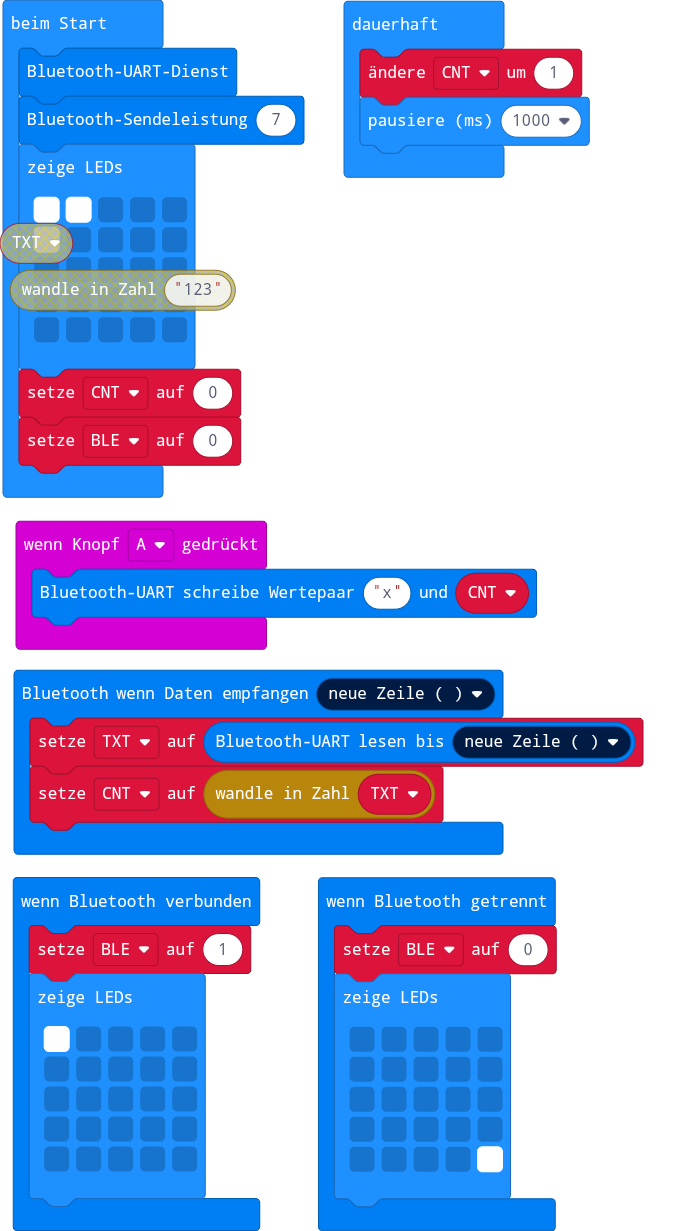 beim Start
Bluetooth-UART-Dienst
Bluetooth-Sendeleistung 7
zeige LEDs
TXT
wandle in Zahl "123"
setze CNT auf 0
setze BLE auf 0
dauerhaft
ändere CNT um 1
pausiere (ms) 1000
wenn Knopf A gedrückt
Bluetooth-UART schreibe Wertepaar "x" und CNT
Bluetooth wenn Daten empfangen neue Zeile ( )
setze TXT auf Bluetooth-UART lesen bis neue Zeile ( )
setze CNT auf wandle in Zahl TXT
wenn Bluetooth verbunden
setze BLE auf 1
zeige LEDs
wenn Bluetooth getrennt
setze BLE auf 0
zeige LEDs